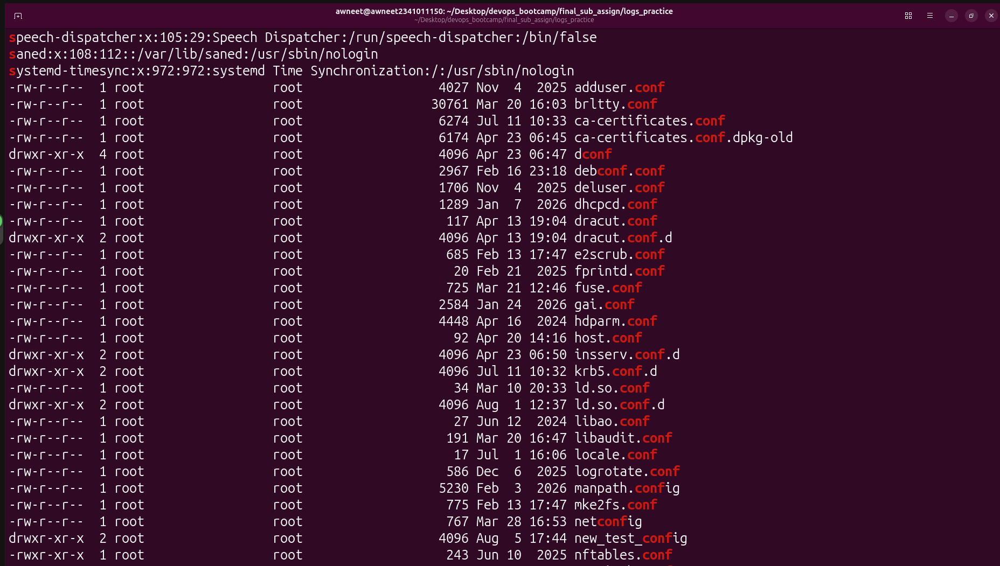 awneet@awneet2341011150: ~/Desktop/devops_bootcamp/final_sub_assign/logs_practice
~/Desktop/devops_bootcamp/final_sub_assign/logs_practice
speech-dispatcher:x:105:29:Speech Dispatcher:/run/speech-dispatcher:/bin/false
saned:x:108:112::/var/lib/saned:/usr/sbin/nologin
systemd-timesync:x:972:972:systemd Time Synchronization:/:/usr/sbin/nologin
-rw-r--r--  1 root                 root                  4027 Nov  4  2025 adduser.conf
-rw-r--r--  1 root                 root                 30761 Mar 20 16:03 brltty.conf
-rw-r--r--  1 root                 root                  6274 Jul 11 10:33 ca-certificates.conf
-rw-r--r--  1 root                 root                  6174 Apr 23 06:45 ca-certificates.conf.dpkg-old
drwxr-xr-x  4 root                 root                  4096 Apr 23 06:47 dconf
-rw-r--r--  1 root                 root                  2967 Feb 16 23:18 debconf.conf
-rw-r--r--  1 root                 root                  1706 Nov  4  2025 deluser.conf
-rw-r--r--  1 root                 root                  1289 Jan  7  2026 dhcpcd.conf
-rw-r--r--  1 root                 root                   117 Apr 13 19:04 dracut.conf
drwxr-xr-x  2 root                 root                  4096 Apr 13 19:04 dracut.conf.d
-rw-r--r--  1 root                 root                   685 Feb 13 17:47 e2scrub.conf
-rw-r--r--  1 root                 root                    20 Feb 21  2025 fprintd.conf
-rw-r--r--  1 root                 root                   725 Mar 21 12:46 fuse.conf
-rw-r--r--  1 root                 root                  2584 Jan 24  2026 gai.conf
-rw-r--r--  1 root                 root                  4448 Apr 16  2024 hdparm.conf
-rw-r--r--  1 root                 root                    92 Apr 20 14:16 host.conf
drwxr-xr-x  2 root                 root                  4096 Apr 23 06:50 insserv.conf.d
drwxr-xr-x  2 root                 root                  4096 Jul 11 10:32 krb5.conf.d
-rw-r--r--  1 root                 root                    34 Mar 10 20:33 ld.so.conf
drwxr-xr-x  2 root                 root                  4096 Aug  1 12:37 ld.so.conf.d
-rw-r--r--  1 root                 root                    27 Jun 12  2024 libao.conf
-rw-r--r--  1 root                 root                   191 Mar 20 16:47 libaudit.conf
-rw-r--r--  1 root                 root                    17 Jul  1 16:06 locale.conf
-rw-r--r--  1 root                 root                   586 Dec  6  2025 logrotate.conf
-rw-r--r--  1 root                 root                  5230 Feb  3  2026 manpath.config
-rw-r--r--  1 root                 root                   775 Feb 13 17:47 mke2fs.conf
-rw-r--r--  1 root                 root                   767 Mar 28 16:53 netconfig
drwxr-xr-x  2 root                 root                  4096 Aug  5 17:44 new_test_config
-rwxr-xr-x  1 root                 root                   243 Jun 10  2025 nftables.conf